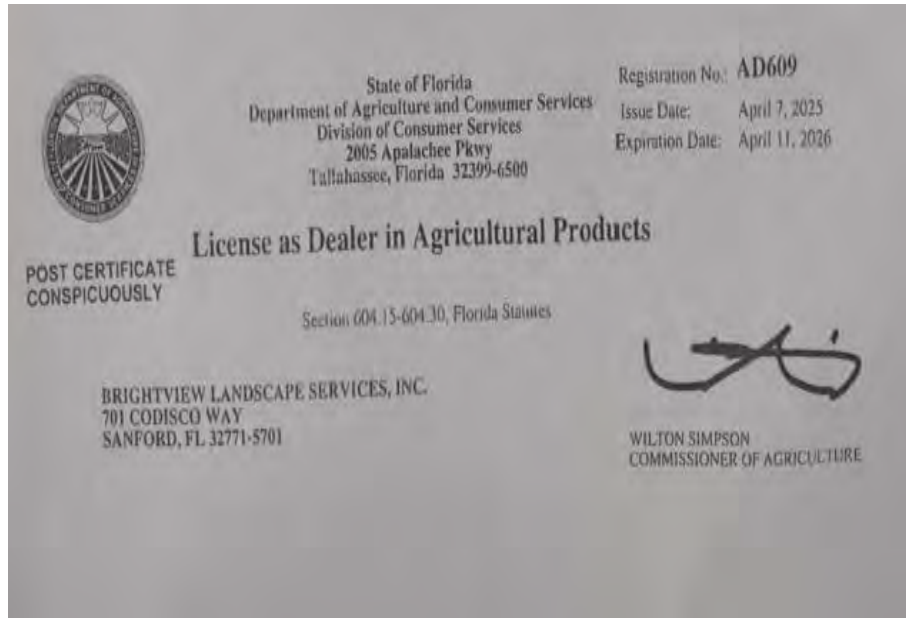 State of Florida
Department of Agriculture and Consumer Services
Division of Consumer Services
2005 Apalachee Pkwy
Tallahassee, Florida 32399-6500
Registration No.: AD609
Issue Date: April 7, 2025
Expiration Date: April 11, 2026
License as Dealer in Agricultural Products
POST CERTIFICATE
CONSPICUOUSLY
Section 604.15-604.30, Florida Statutes
BRIGHTVIEW LANDSCAPE SERVICES, INC.
701 CODISCO WAY
SANFORD, FL 32771-5701
WILTON SIMPSON
COMMISSIONER OF AGRICULTURE